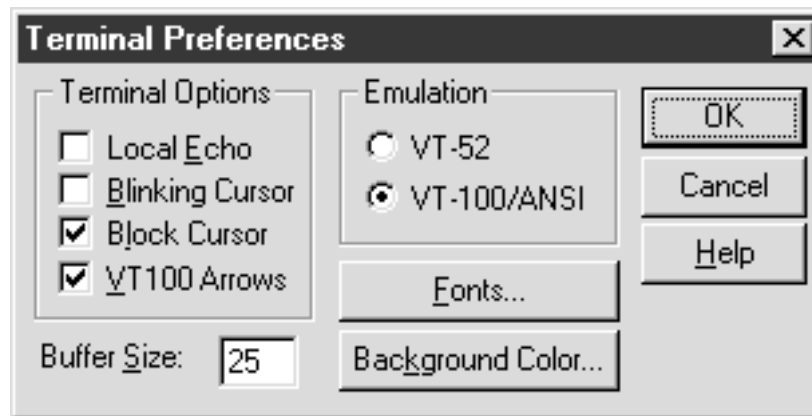 Terminal Preferences
Terminal Options
Local Echo
Blinking Cursor
Block Cursor
VT100 Arrows
Buffer Size: 25
Emulation
VT-52
VT-100/ANSI
Fonts...
Background Color...
OK
Cancel
Help